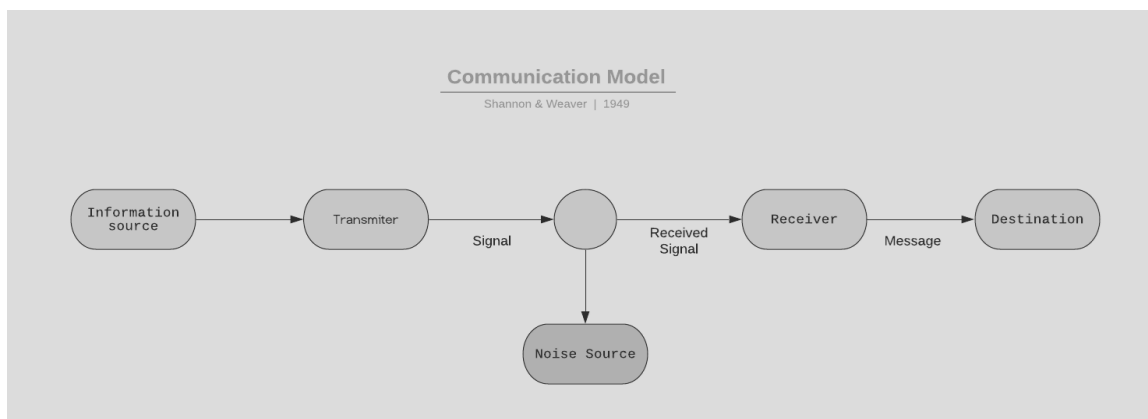 Communication Model
Shannon & Weaver | 1949
Information
source
Transmiter
Signal
Received
Signal
Receiver
Message
Destination
Noise Source